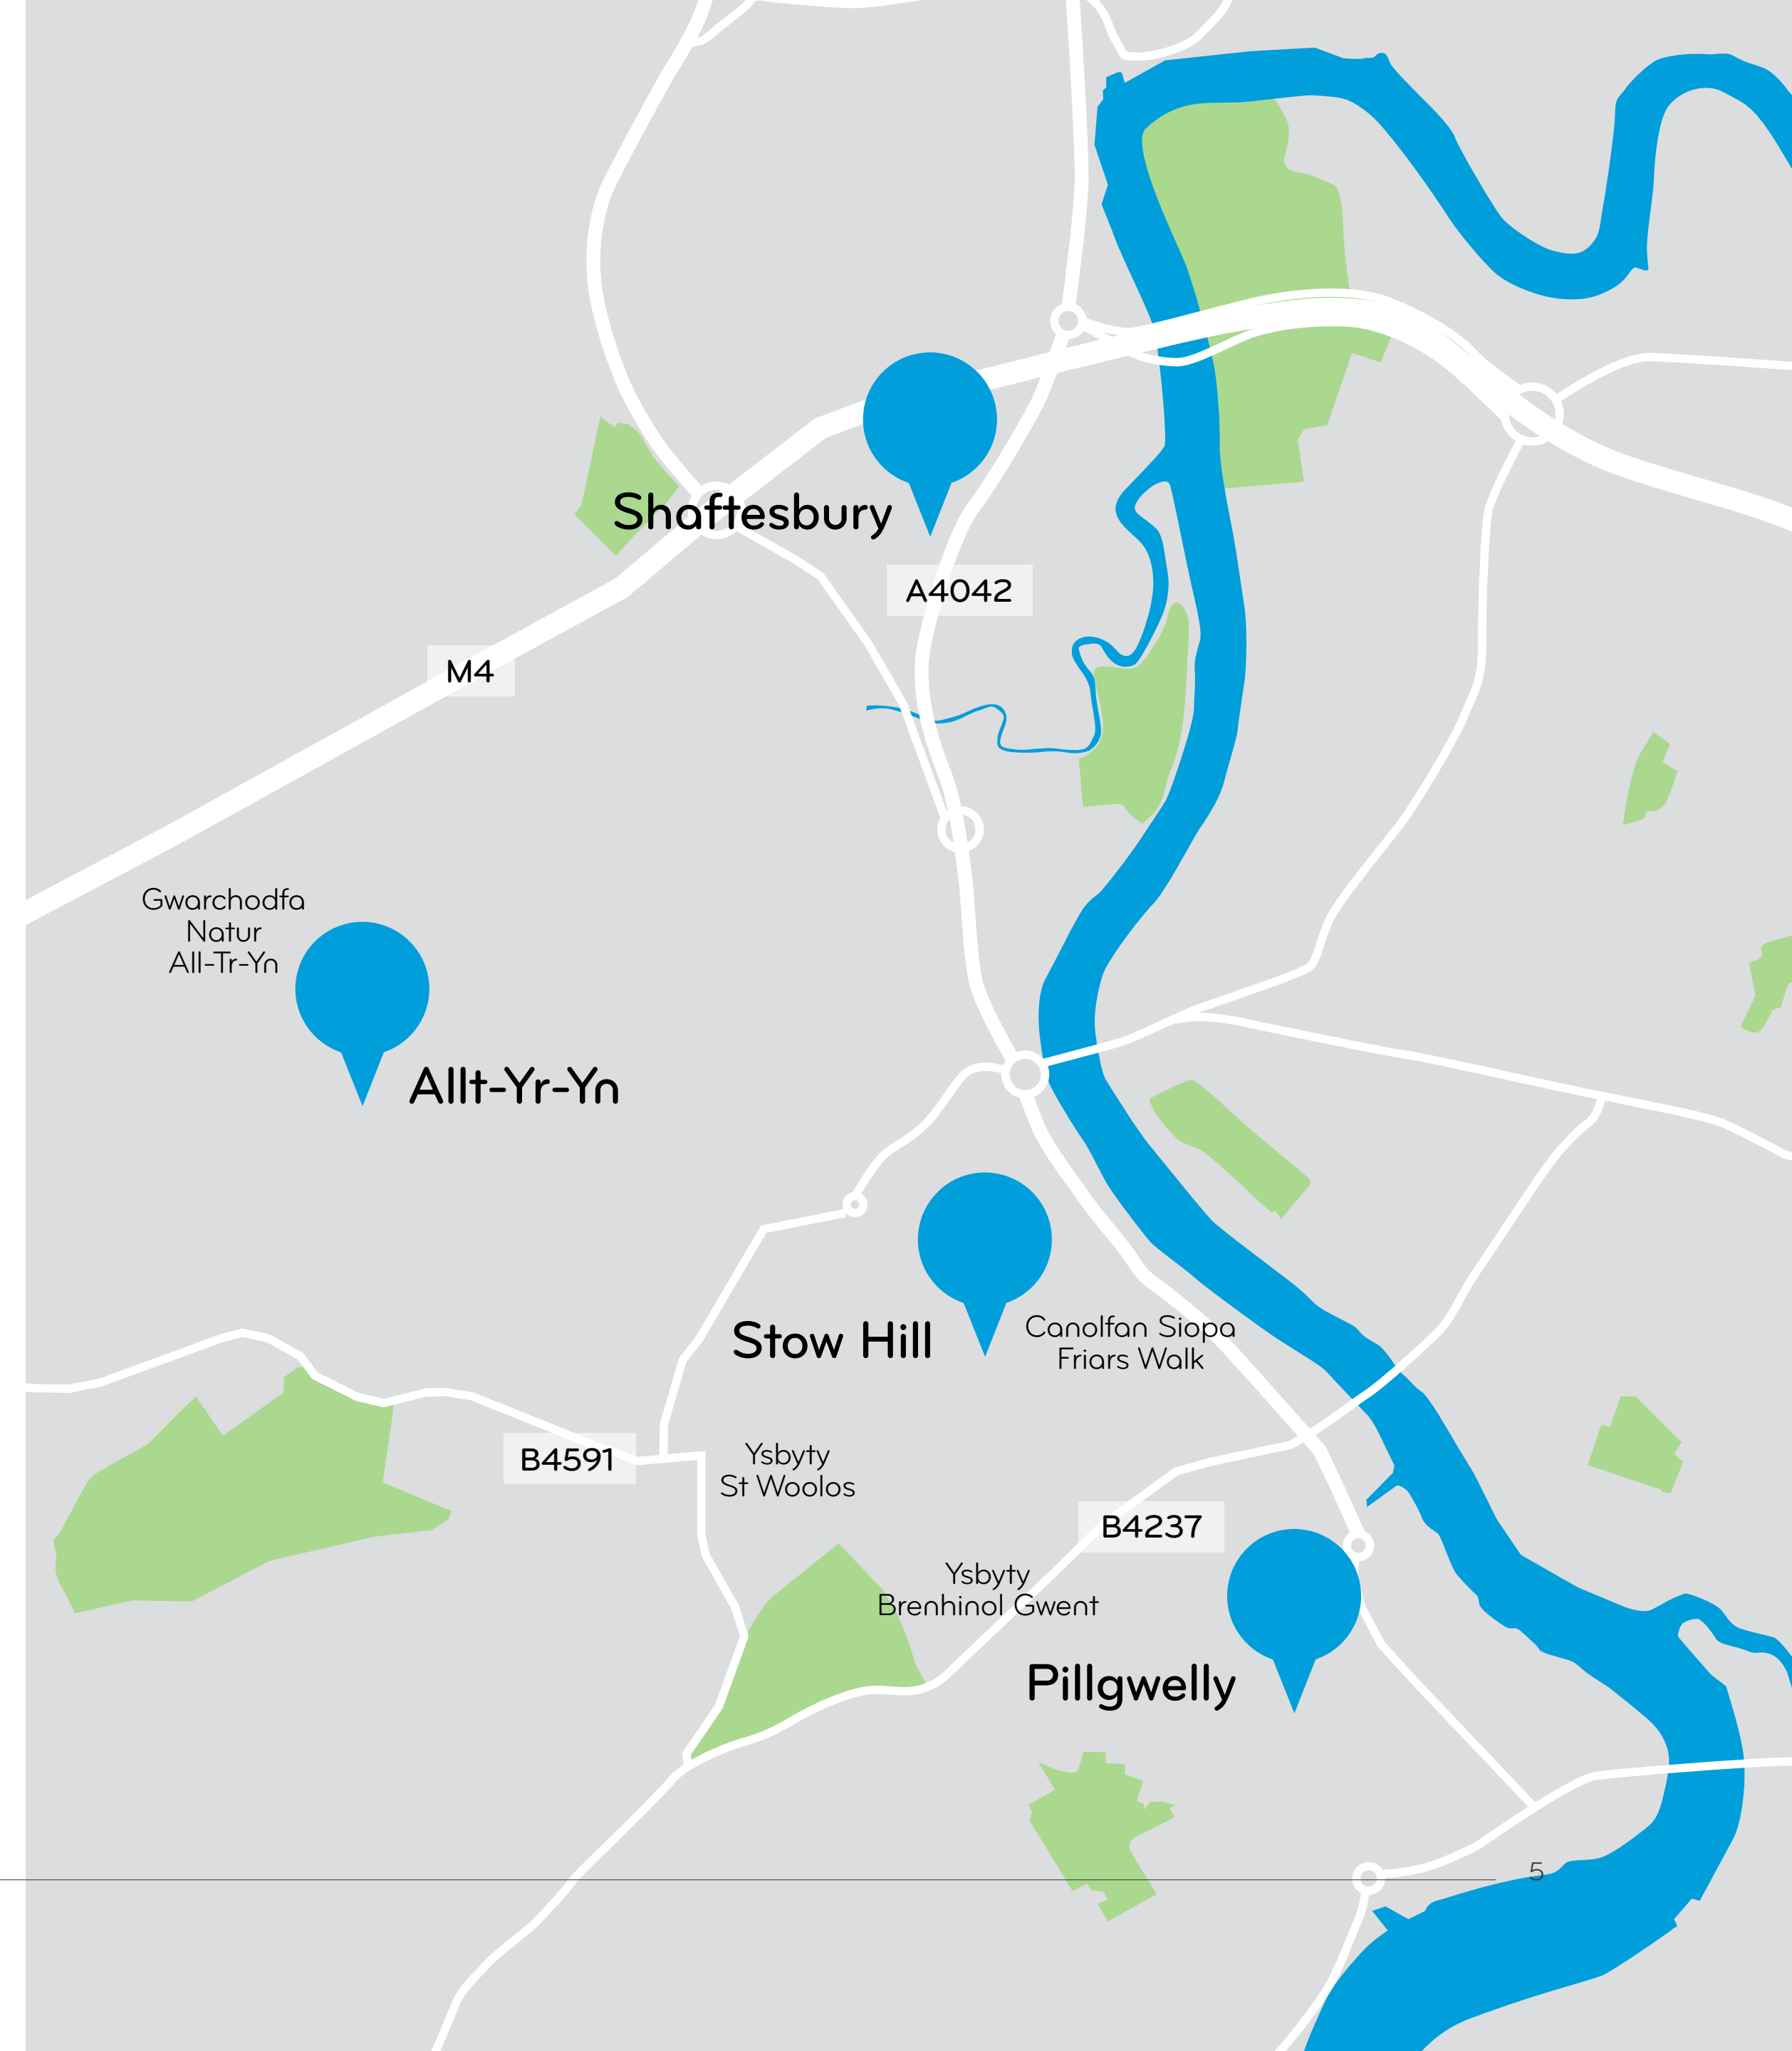 Shaftesbury
A4042
M4
Gwarchodfa
Natur
All-Tr-Yn
Allt-Yr-Yn
Stow Hill
Canolfan Siopa
Friars Walk
B4591
Ysbyty
St Woolos
B4237
Ysbyty
Brenhinol Gwent
Pillgwelly
5